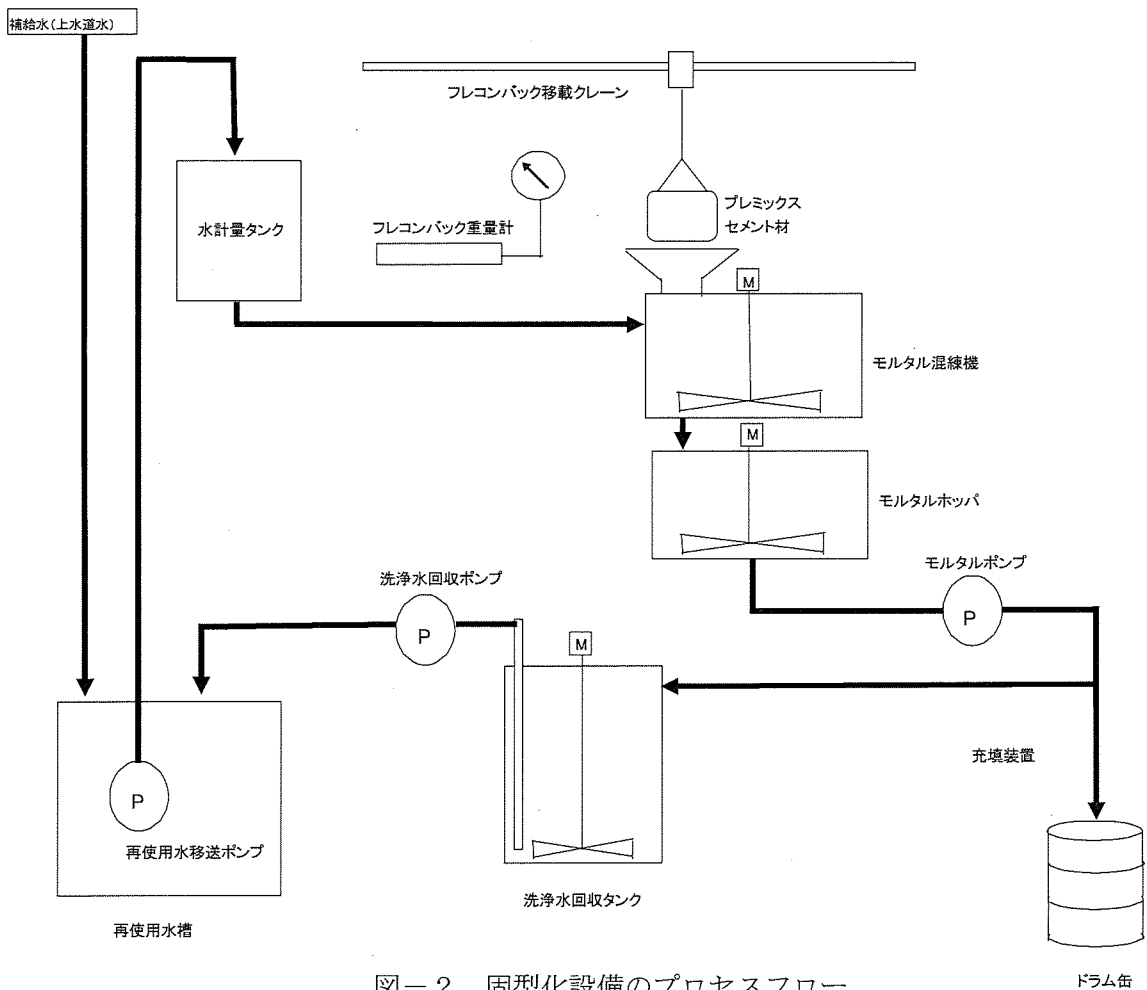 補給水(上水道水)
フレコンバック移載クレーン
水計量タンク
フレコンバック重量計
プレミックス
セメント材
M
モルタル混練機
M
モルタルホッパ
モルタルポンプ
P
洗浄水回収ポンプ
P
M
充填装置
P
再使用水移送ポンプ
洗浄水回収タンク
再使用水槽
ドラム缶
図－2 固型化設備のプロセスフロー